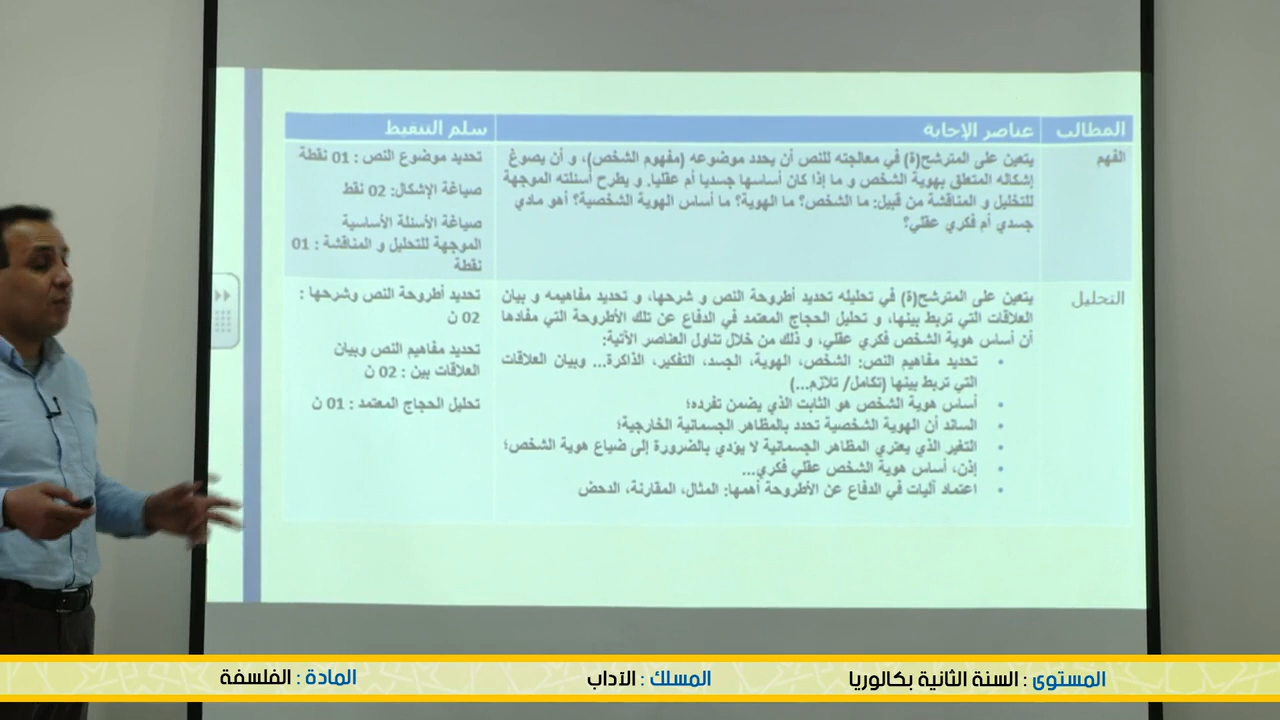 المطالب
عناصر الإجابة
سلم التنقيط
الفهم
يتعين على المترشح(ة) في معالجته للنص أن يحدد موضوعه (مفهوم الشخص)، و أن يصوغ
إشكاله المتعلق بهوية الشخص و ما إذا كان أساسها جسديا أم عقليا. و يطرح أسئلته الموجهة
للتحليل و المناقشة من قبيل: ما الشخص؟ ما الهوية؟ ما أساس الهوية الشخصية؟ أهو مادي
جسدي أم فكري عقلي؟
تحديد موضوع النص : 01 نقطة
صياغة الإشكال: 02 نقط
صياغة الأسئلة الأساسية
الموجهة للتحليل و المناقشة : 01
نقطة
التحليل
يتعين على المترشح(ة) في تحليله تحديد أطروحة النص و شرحها، و تحديد مفاهيمه و بيان
العلاقات التي تربط بينها، و تحليل الحجاج المعتمد في الدفاع عن تلك الأطروحة التي مفادها
أن أساس هوية الشخص فكري عقلي، و ذلك من خلال تناول العناصر الآتية:
• تحديد مفاهيم النص: الشخص، الهوية، الجسد، التفكير، الذاكرة... وبيان العلاقات
التي تربط بينها (تكامل/ تلازم...)
• أساس هوية الشخص هو الثابت الذي يضمن تفرده؛
• الساند أن الهوية الشخصية تحدد بالمظاهر الجسمانية الخارجية؛
• التغير الذي يعتري المظاهر الجسمانية لا يؤدي بالضرورة إلى ضياع هوية الشخص؛
• إذن، أساس هوية الشخص عقلي فكري...
• اعتماد آليات في الدفاع عن الأطروحة أهمها: المثال، المقارنة، الدحض
تحديد أطروحة النص وشرحها :
02 ن
تحديد مفاهيم النص وبيان
العلاقات بين : 02 ن
تحليل الحجاج المعتمد : 01 ن
المستوى : السنة الثانية بكالوريا
المسلك : الآداب
المادة : الفلسفة